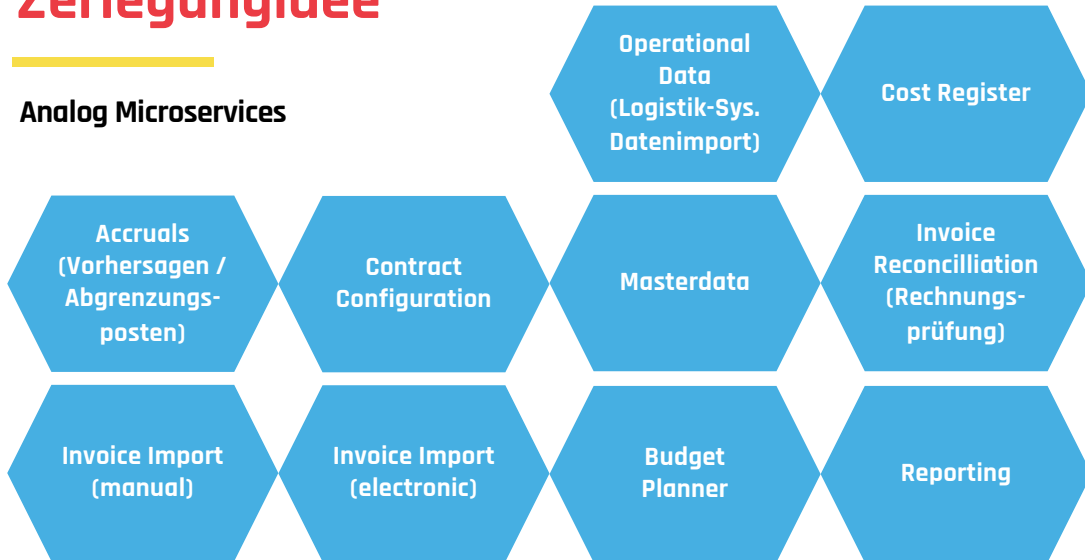 Zerlegungidee
Analog Microservices
Operational
Data
(Logistik-Sys.
Datenimport)
Cost Register
Accruals
(Vorhersagen /
Abgrenzungs-
posten)
Contract
Configuration
Masterdata
Invoice
Reconcilliation
(Rechnungs-
prüfung)
Invoice Import
(manual)
Invoice Import
(electronic)
Budget
Planner
Reporting